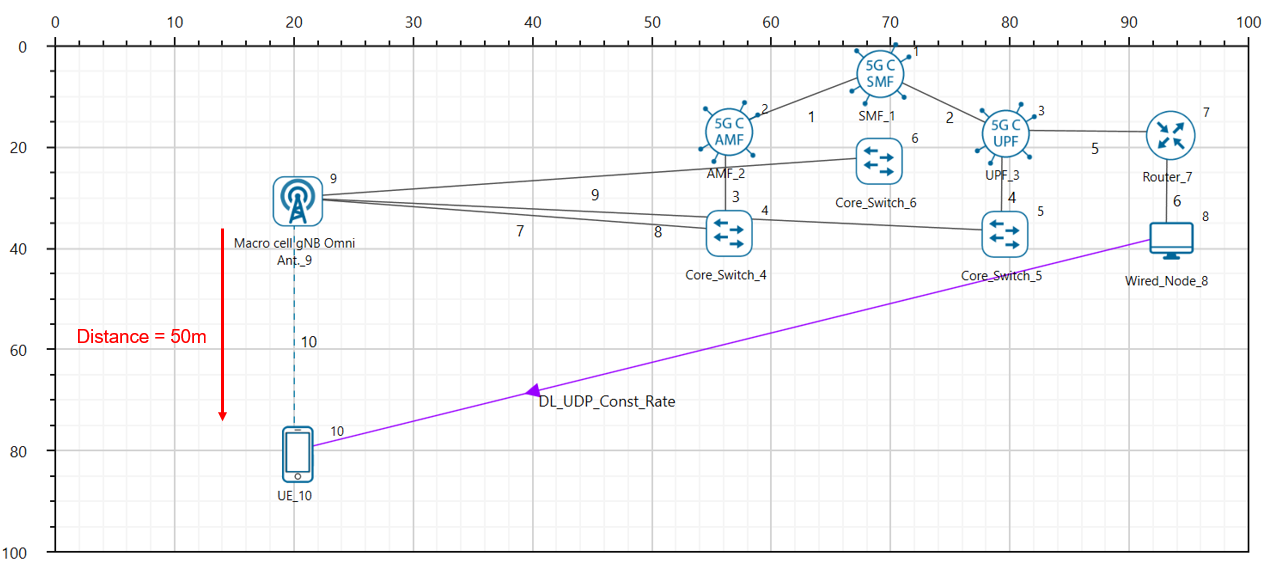 0 10 20 30 40 50 60 70 80 90 100
0
20
40
60
80
100
5G C
SMF
1
SMF_1
5G C
AMF
2
AMF_2
5G C
UPF
3
UPF_3
7
Router_7
1
2
5
6
Core_Switch_6
9
Macro cell gNB Omni
Ant._9
9
7
8
3
4
Core_Switch_4
4
5
Core_Switch_5
6
8
Wired_Node_8
Distance = 50m
10
DL_UDP_Const_Rate
10
UE_10